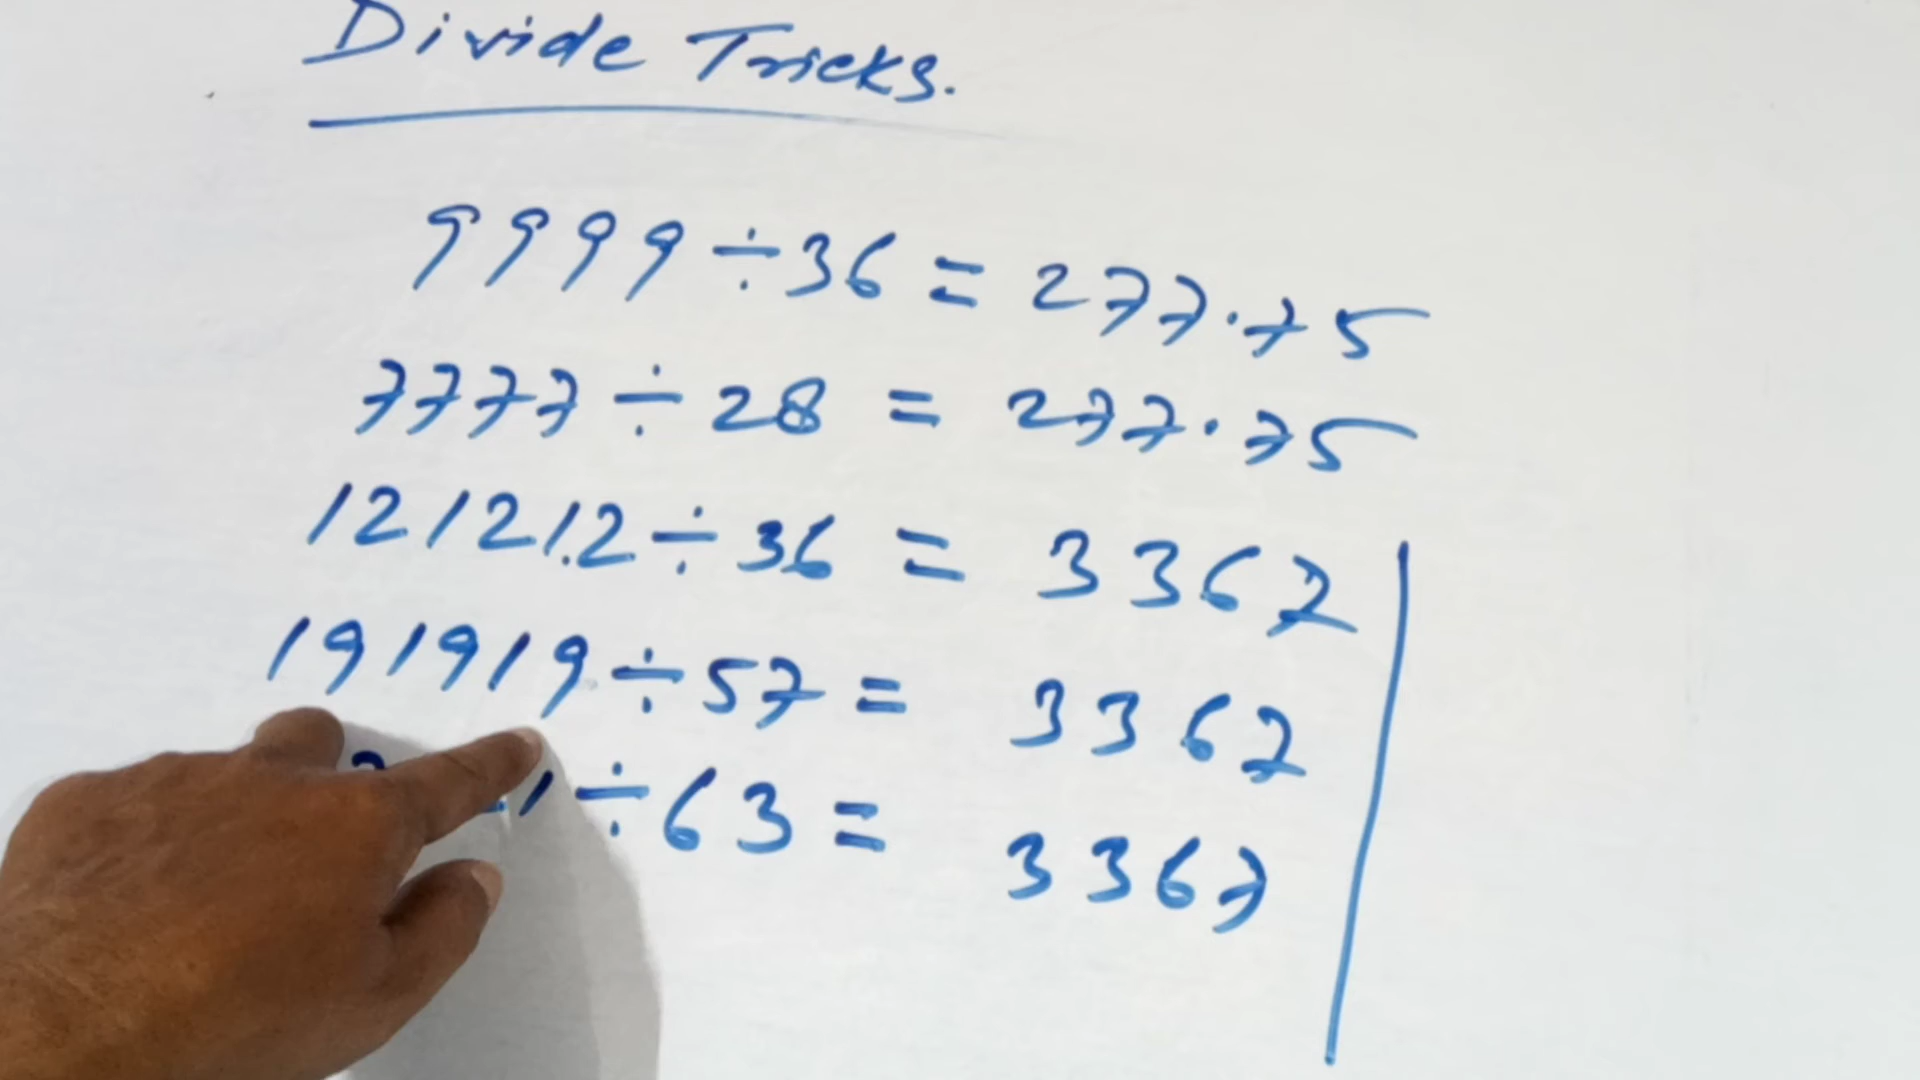 Divide Tricks.
9999÷36 = 277.75
7777÷28 = 277.75
121212÷36 = 3367
191919÷57 = 3367
÷63 = 3367